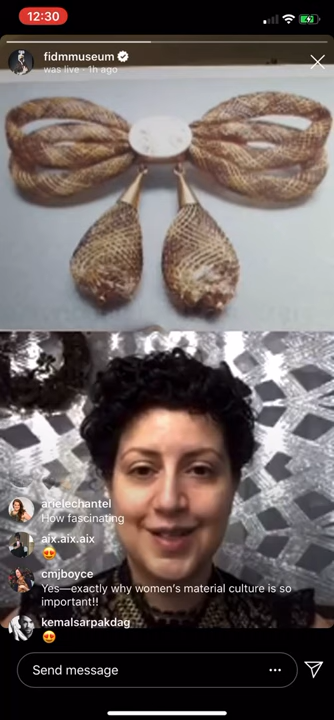 12:30
fidmmuseum
was live · 1h ago
arielechantel
How fascinating
aix.aix.aix
cmjboyce
Yes—exactly why women's material culture is so
important!!
kemalsarpakdag
Send message